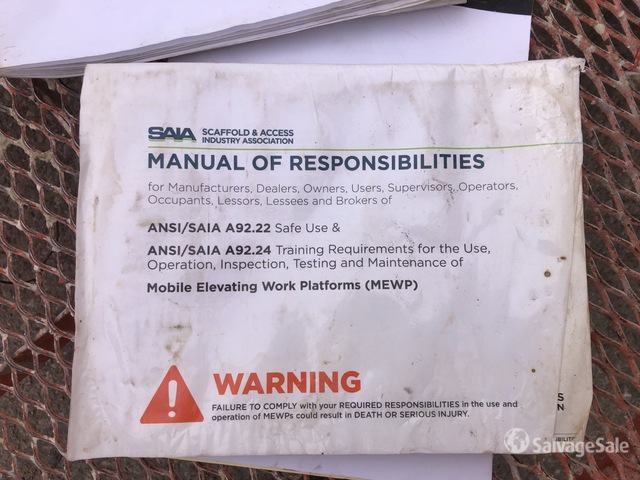 SAIA SCAFFOLD & ACCESS
INDUSTRY ASSOCIATION
MANUAL OF RESPONSIBILITIES
for Manufacturers, Dealers, Owners, Users, Supervisors, Operators,
Occupants, Lessors, Lessees and Brokers of
ANSI/SAIA A92.22 Safe Use &
ANSI/SAIA A92.24 Training Requirements for the Use,
Operation, Inspection, Testing and Maintenance of
Mobile Elevating Work Platforms (MEWP)
WARNING
FAILURE TO COMPLY with your REQUIRED RESPONSIBILITIES in the use and
operation of MEWPs could result in DEATH OR SERIOUS INJURY.
S
N
SalvageSale